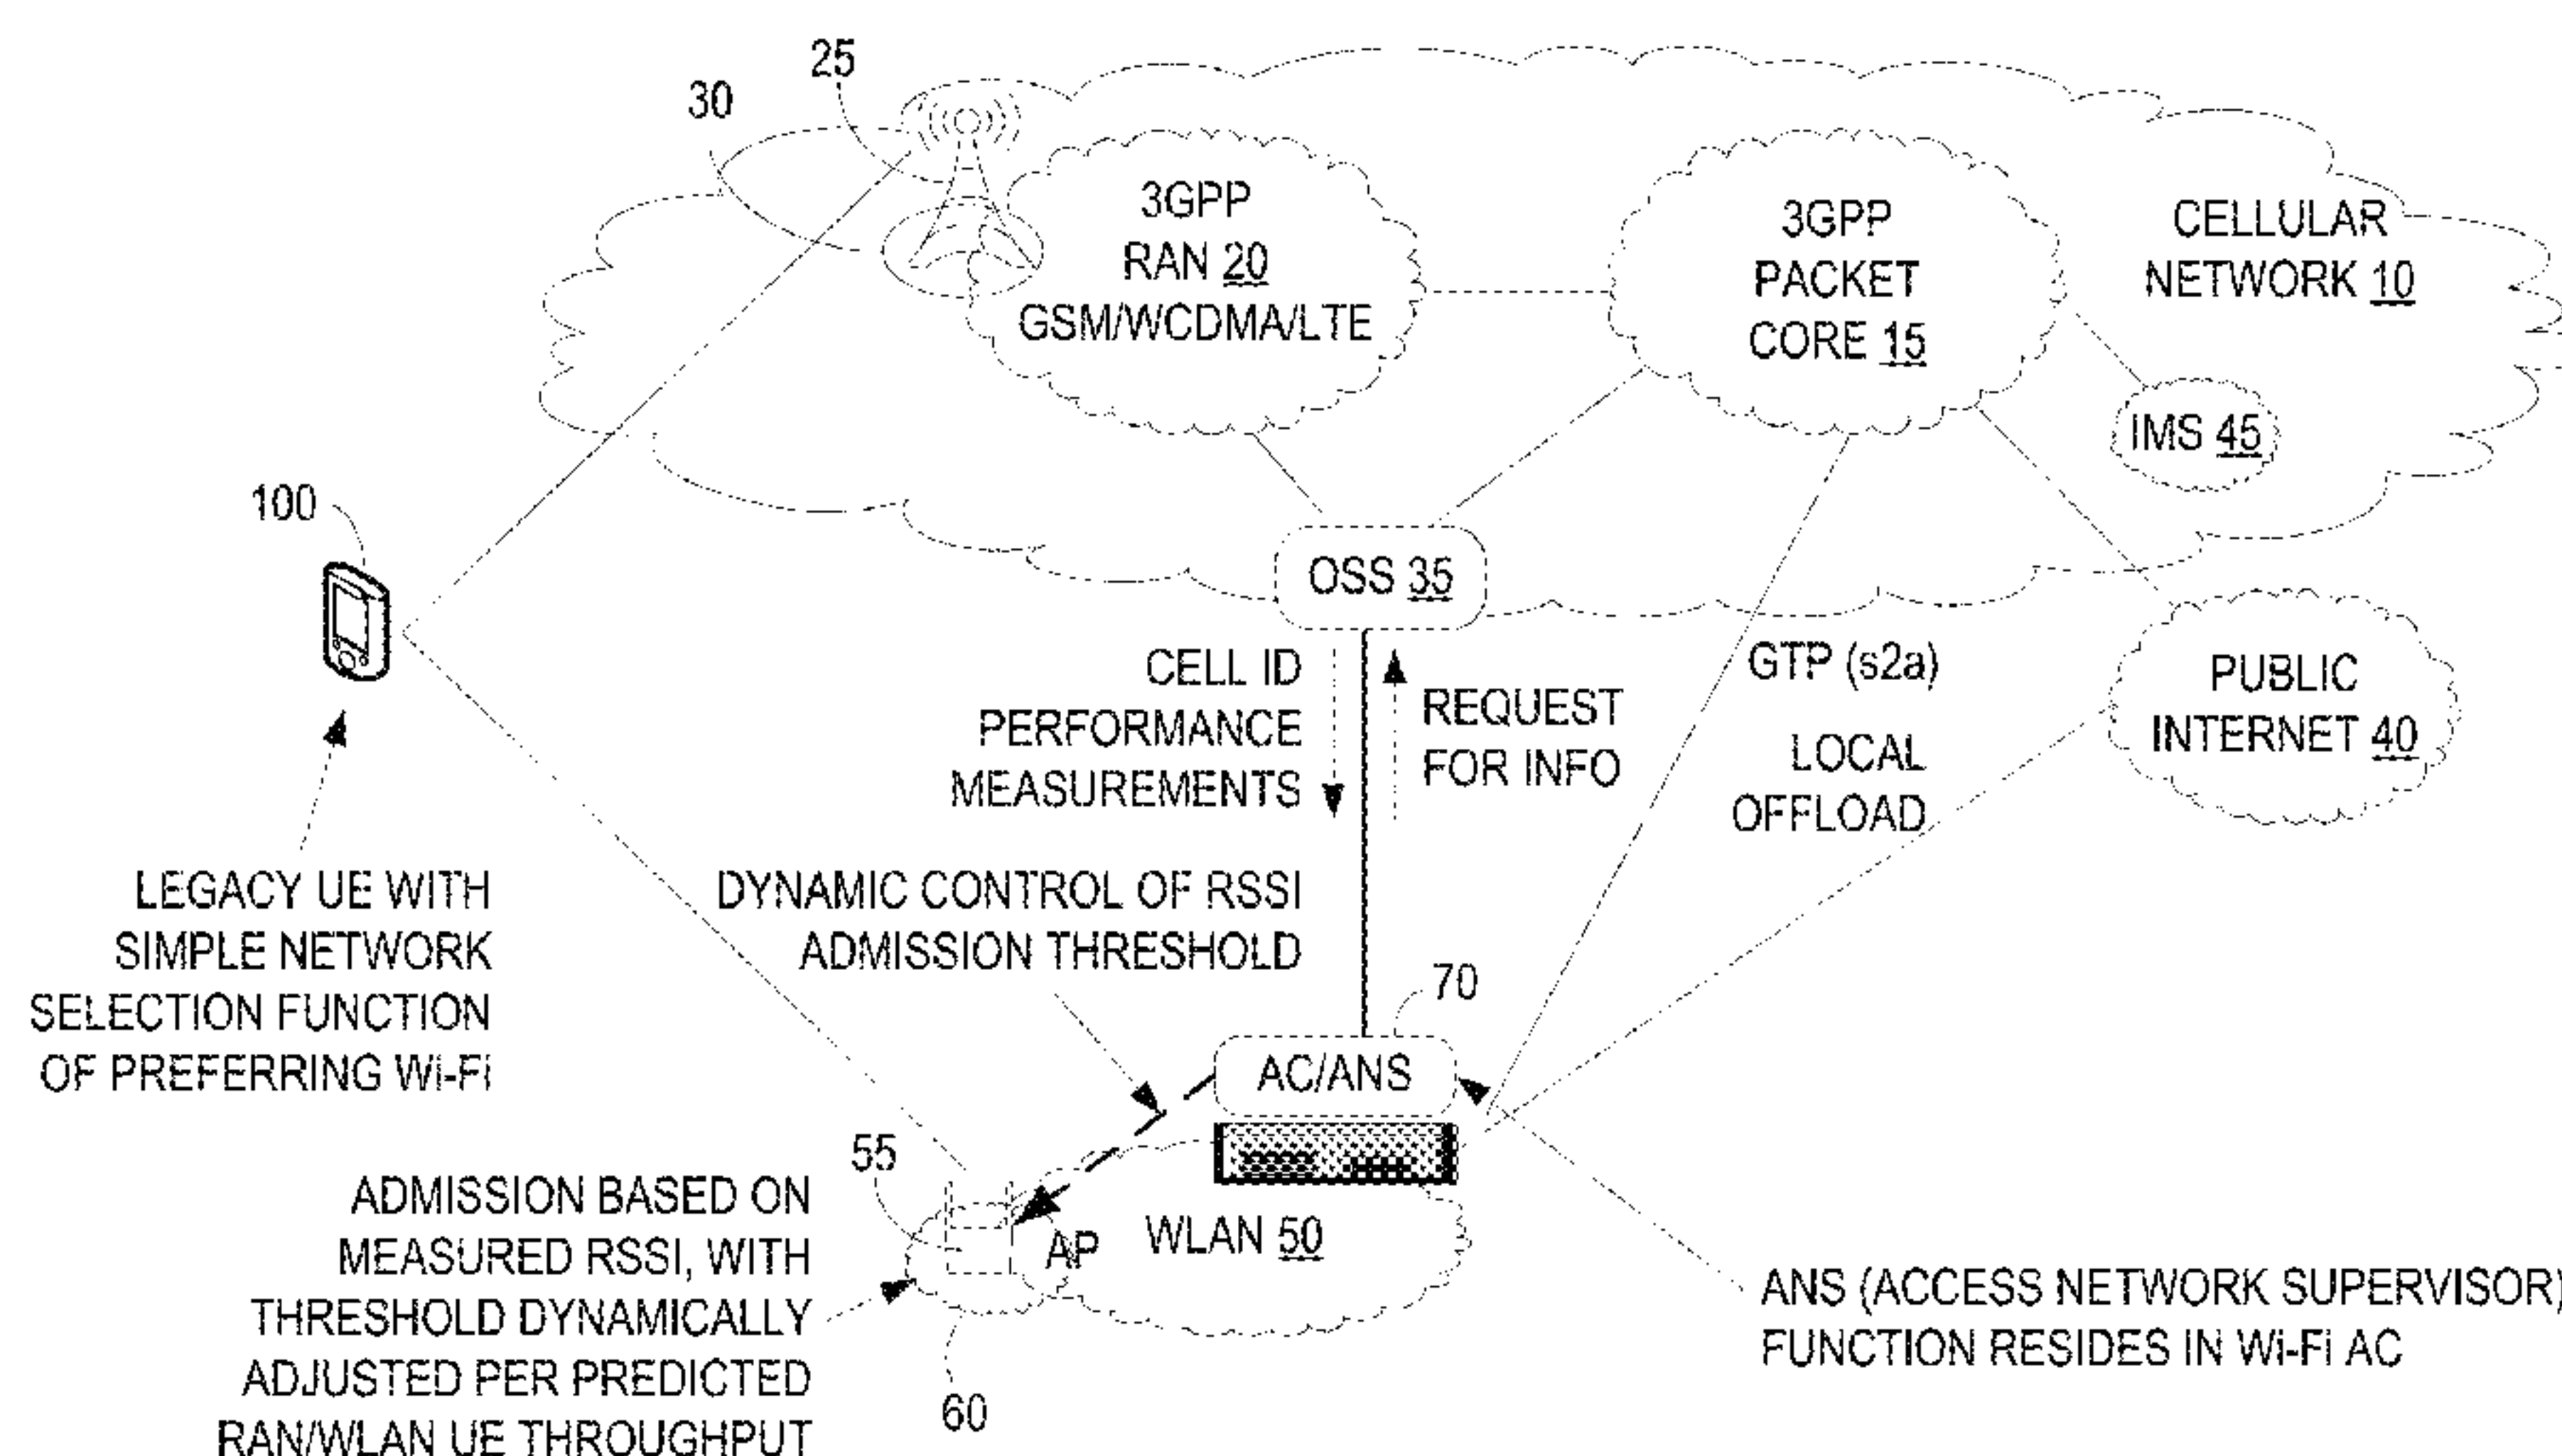 25
30
3GPP
RAN 20
GSM/WCDMA/LTE
3GPP
PACKET
CORE 15
CELLULAR
NETWORK 10
IMS 45
100
OSS 35
CELL ID
PERFORMANCE
MEASUREMENTS
REQUEST
FOR INFO
GTP (s2a)
LOCAL
OFFLOAD
PUBLIC
INTERNET 40
LEGACY UE WITH
SIMPLE NETWORK
SELECTION FUNCTION
OF PREFERRING Wi-Fi
DYNAMIC CONTROL OF RSSI
ADMISSION THRESHOLD
70
AC/ANS
55
AP
WLAN 50
ADMISSION BASED ON
MEASURED RSSI, WITH
THRESHOLD DYNAMICALLY
ADJUSTED PER PREDICTED
RAN/WLAN UE THROUGHPUT
60
ANS (ACCESS NETWORK SUPERVISOR)
FUNCTION RESIDES IN Wi-Fi AC